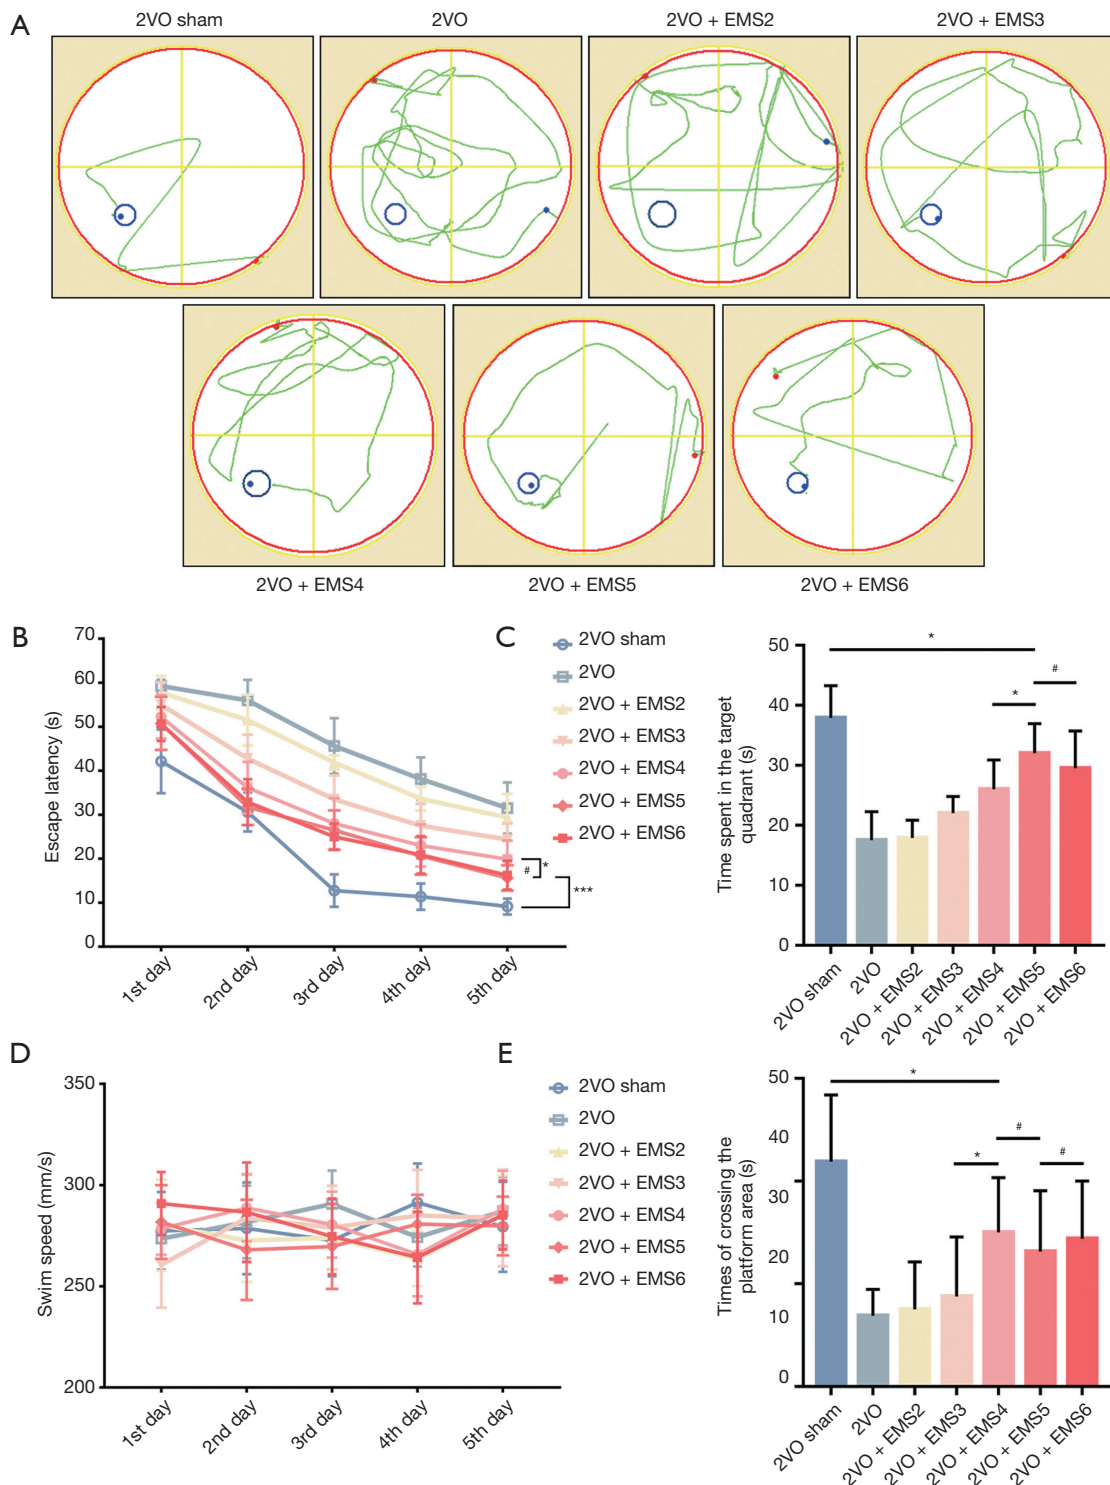 A
2VO sham
2VO
2VO + EMS2
2VO + EMS3
2VO + EMS4
2VO + EMS5
2VO + EMS6
B
Escape latency (s)
70
60
50
40
30
20
10
0
1st day
2nd day
3rd day
4th day
5th day
#
*
***
2VO sham
2VO
2VO + EMS2
2VO + EMS3
2VO + EMS4
2VO + EMS5
2VO + EMS6
C
Time spent in the target
quadrant (s)
50
40
30
20
10
0
*
#
*
2VO sham
2VO
2VO + EMS2
2VO + EMS3
2VO + EMS4
2VO + EMS5
2VO + EMS6
D
Swim speed (mm/s)
350
300
250
200
1st day
2nd day
3rd day
4th day
5th day
2VO sham
2VO
2VO + EMS2
2VO + EMS3
2VO + EMS4
2VO + EMS5
2VO + EMS6
E
Times of crossing the
platform area (s)
50
40
30
20
10
0
*
#
*
#
2VO sham
2VO
2VO + EMS2
2VO + EMS3
2VO + EMS4
2VO + EMS5
2VO + EMS6